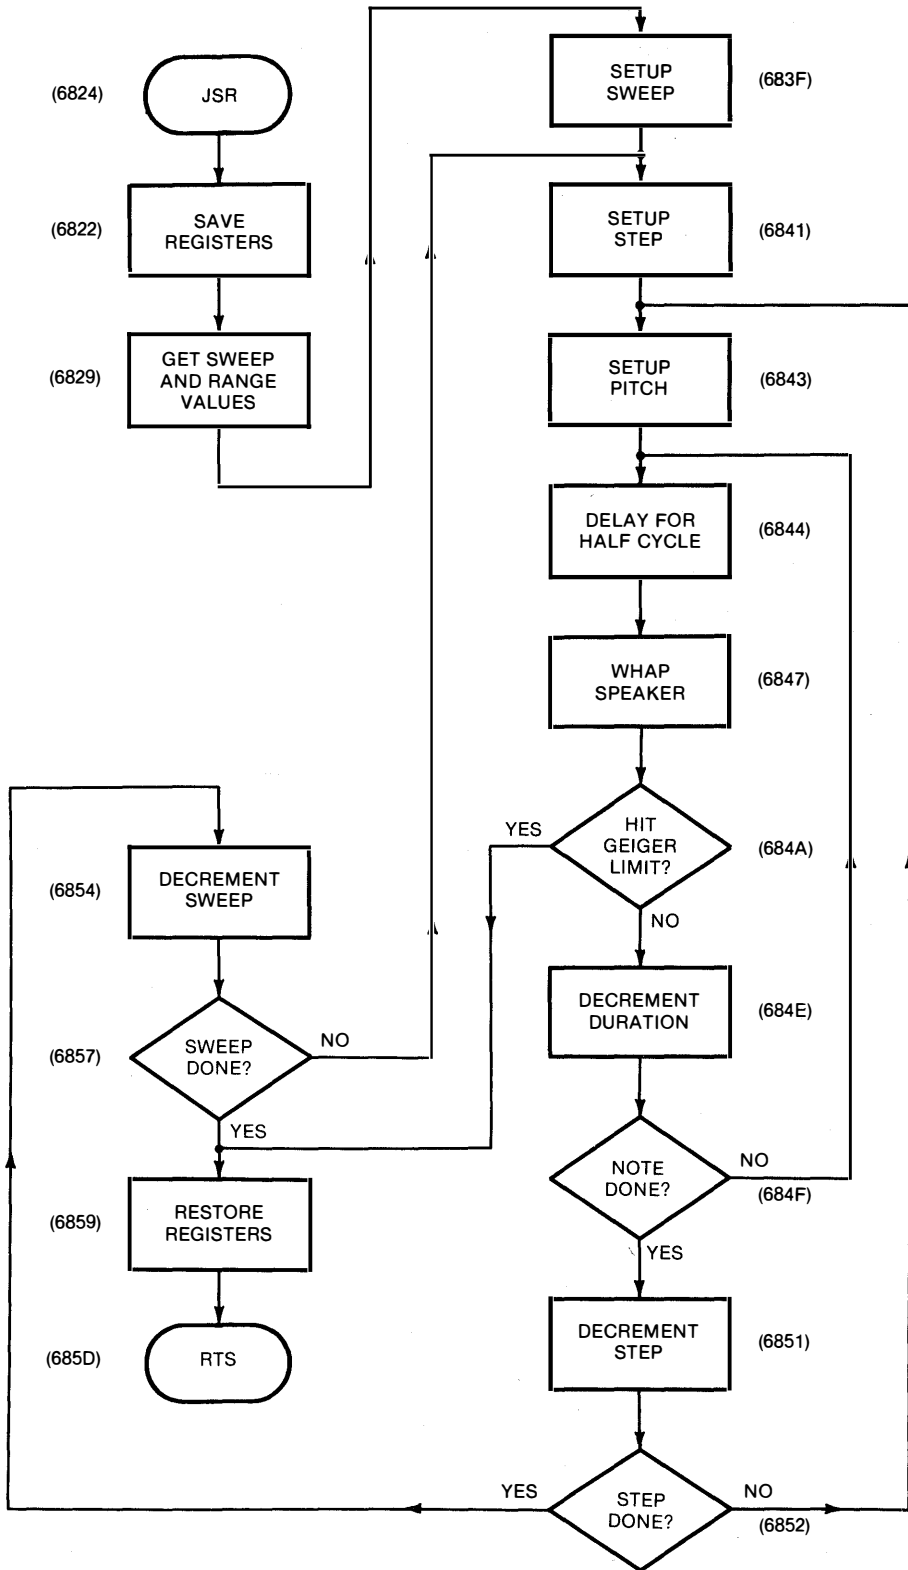 (6824)
JSR
(6822)
SAVE
REGISTERS
(6829)
GET SWEEP
AND RANGE
VALUES
SETUP
SWEEP
(683F)
SETUP
STEP
(6841)
SETUP
PITCH
(6843)
DELAY FOR
HALF CYCLE
(6844)
WHAP
SPEAKER
(6847)
YES
HIT
GEIGER
LIMIT?
(684A)
NO
DECREMENT
DURATION
(684E)
NOTE
DONE?
NO
(684F)
YES
DECREMENT
STEP
(6851)
YES
STEP
DONE?
NO
(6852)
(6854)
DECREMENT
SWEEP
(6857)
SWEEP
DONE?
NO
YES
(6859)
RESTORE
REGISTERS
(685D)
RTS